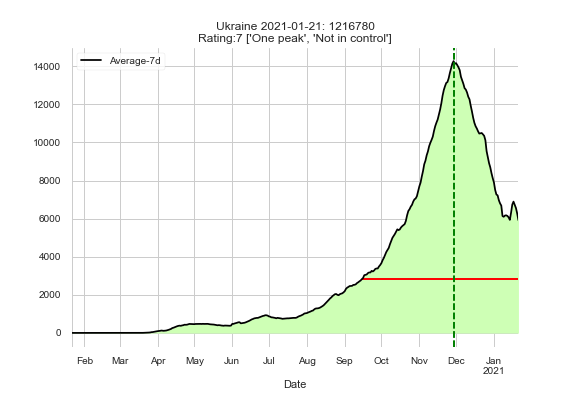 Ukraine 2021-01-21: 1216780
Rating:7 ['One peak', 'Not in control']
Average-7d
14000
12000
10000
8000
6000
4000
2000
0
Feb Mar Apr May Jun Jul Aug Sep Oct Nov Dec Jan
2021
Date